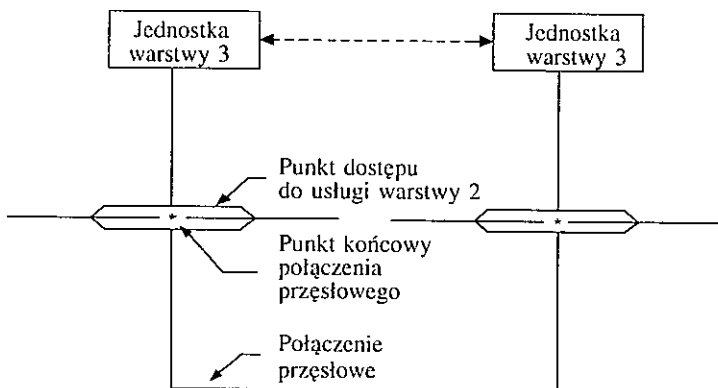 Jednostka
warstwy 3
Jednostka
warstwy 3
Punkt dostępu
do usługi warstwy 2
*
*
Punkt końcowy
połączenia
przęsłowego
Połączenie
przęsłowe